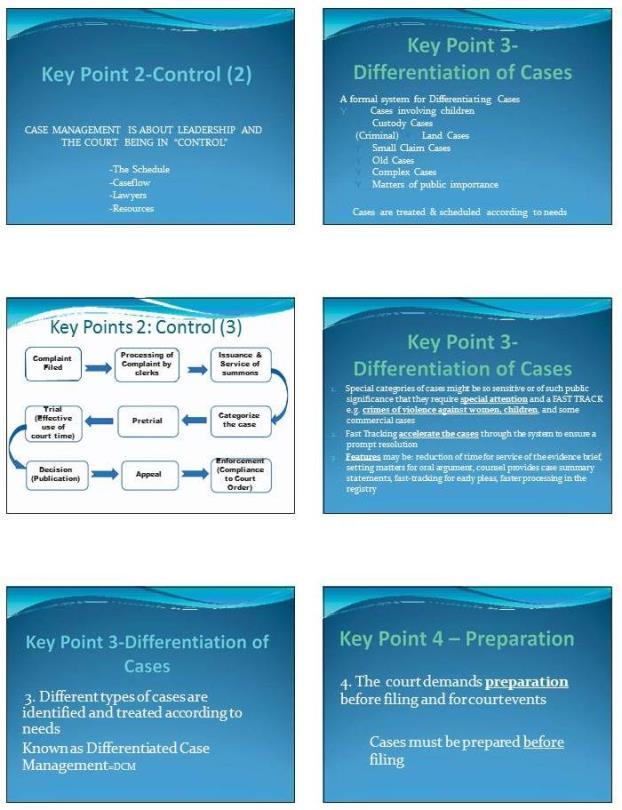 Key Point 2-Control (2)
CASE MANAGEMENT IS ABOUT LEADERSHIP AND
THE COURT BEING IN "CONTROL"
-The Schedule
-Caseflow
-Lawyers
-Resources
Key Point 3-
Differentiation of Cases
A formal system for Differentiating Cases
Y Cases involving children
Custody Cases
(Criminal) Y Land Cases
Y Small Claim Cases
Y Old Cases
Y Complex Cases
Y Matters of public importance
Cases are treated & scheduled according to needs
Key Points 2: Control (3)
Complaint
Filed
Processing of
Complaint by
clerks
Issuance &
Service of
summons
Trial
(Effective
use of
court time)
Pretrial
Categorize
the case
Decision
(Publication)
Appeal
Enforcement
(Compliance
to Court
Order)
Key Point 3-
Differentiation of Cases
1. Special categories of cases might be so sensitive or of such public
significance that they require special attention and a FAST TRACK
e.g. crimes of violence against women, children, and some
commercial cases
2. Fast Tracking accelerate the cases through the system to ensure a
prompt resolution
3. Features may be: reduction of time for service of the evidence brief,
setting matters for oral argument, counsel provides case summary
statements, fast-tracking for early pleas, faster processing in the
registry
Key Point 3-Differentiation of
Cases
3. Different types of cases are
identified and treated according to
needs
Known as Differentiated Case
Management=DCM
Key Point 4 – Preparation
4. The court demands preparation
before filing and for court events
Cases must be prepared before
filing